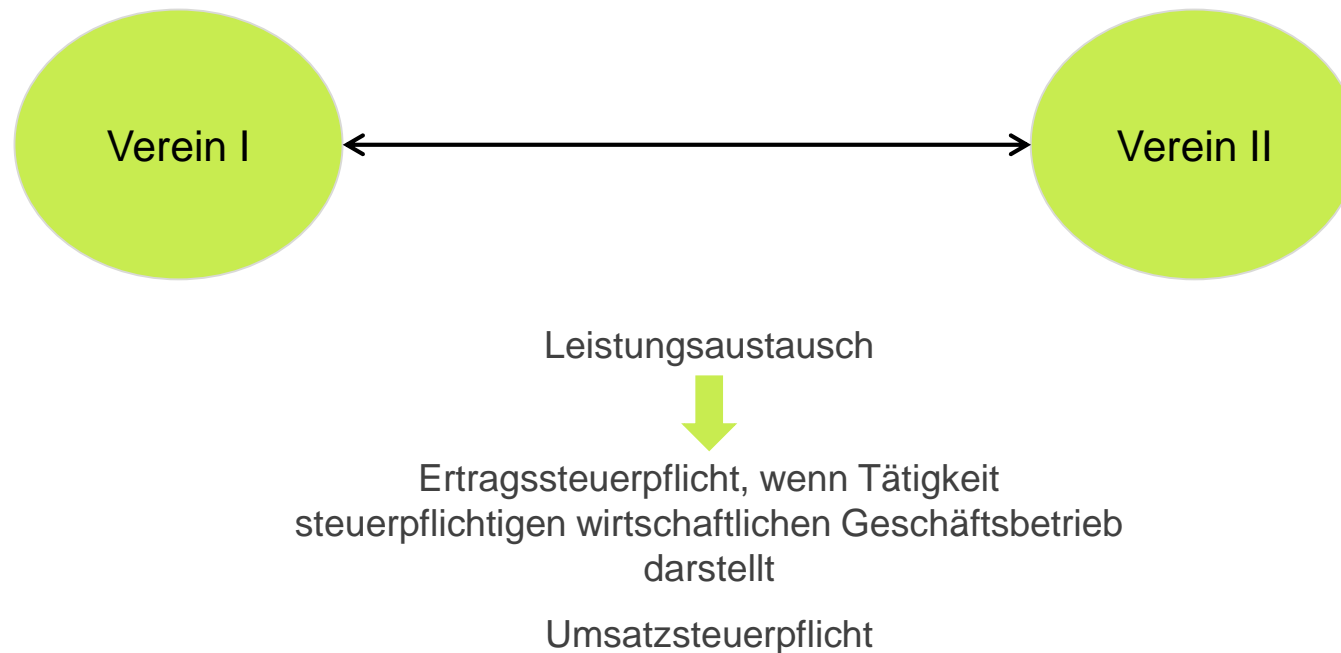 Verein I
Verein II
Leistungsaustausch
Ertragssteuerpflicht, wenn Tätigkeit
steuerpflichtigen wirtschaftlichen Geschäftsbetrieb
darstellt
Umsatzsteuerpflicht